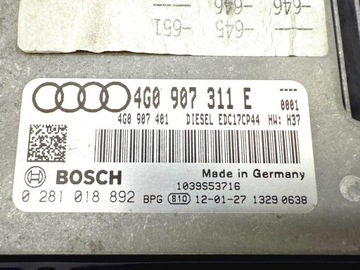 -646
-645
-651
-646
4G0 907 311 E
0001
4G0 907 401 DIESEL EDC17CP44 HW: H37
BOSCH
Made in Germany
1039S53716
0 281 018 892 BPG 810 12-01-27 1329 0638